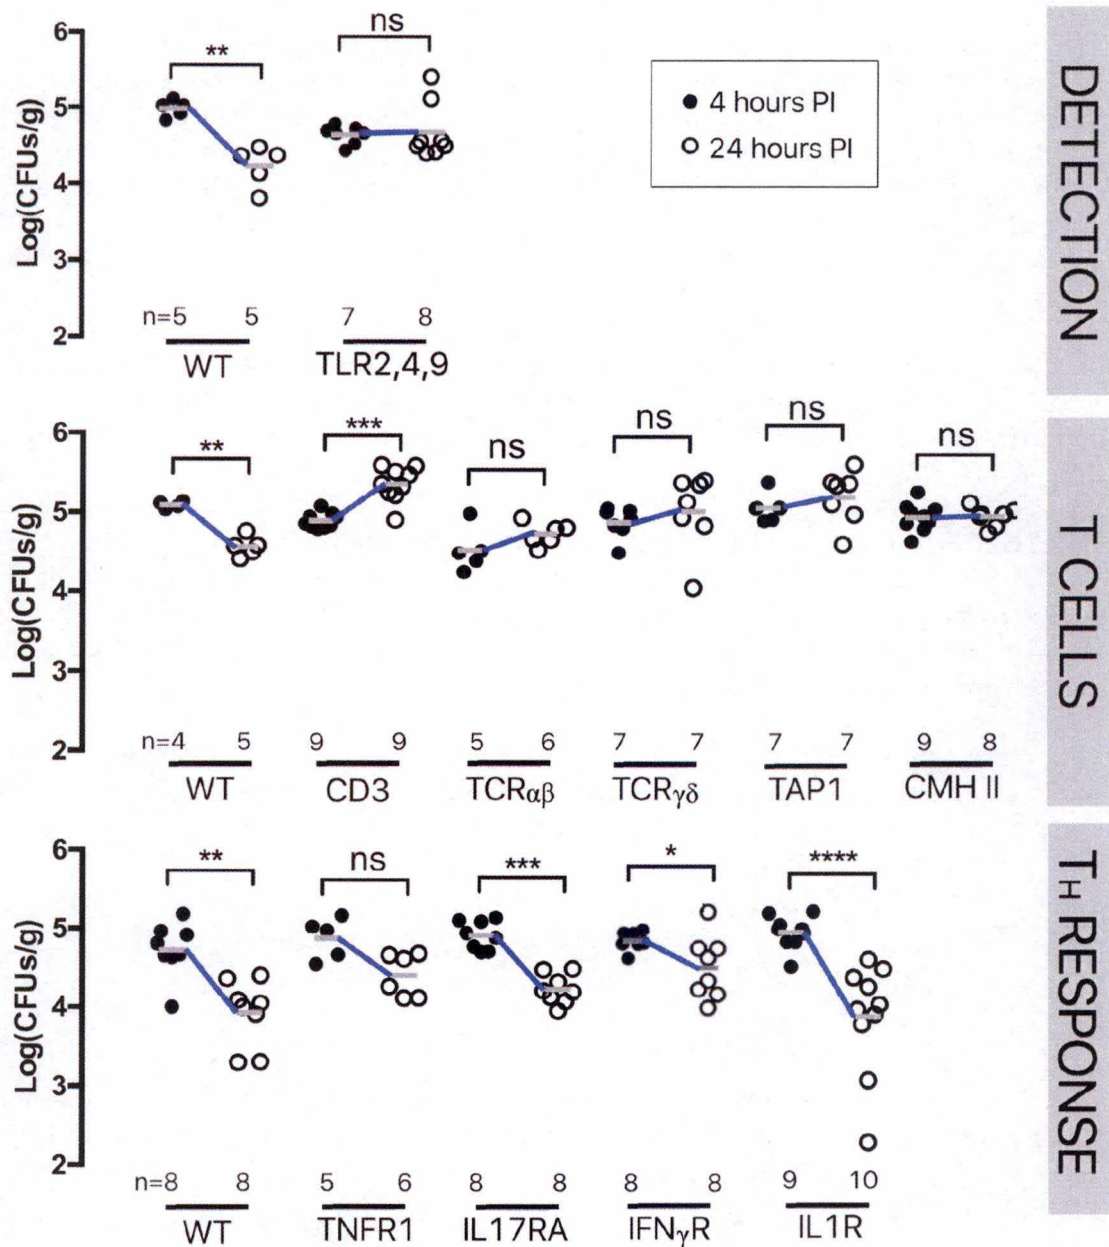 6
5
4
3
2
Log(CFUs/g)
**
ns
4 hours PI
24 hours PI
n=5 5
7 8
WT
TLR2,4,9
DETECTION
6
5
4
3
2
Log(CFUs/g)
**
***
ns
ns
ns
ns
n=4 5
9 9
5 6
7 7
7 7
9 8
WT
CD3
TCRαβ
TCRγδ
TAP1
CMH II
T CELLS
6
5
4
3
2
Log(CFUs/g)
**
ns
***
*
****
n=8 8
5 6
8 8
8 8
9 10
WT
TNFR1
IL17RA
IFNγR
IL1R
TH RESPONSE